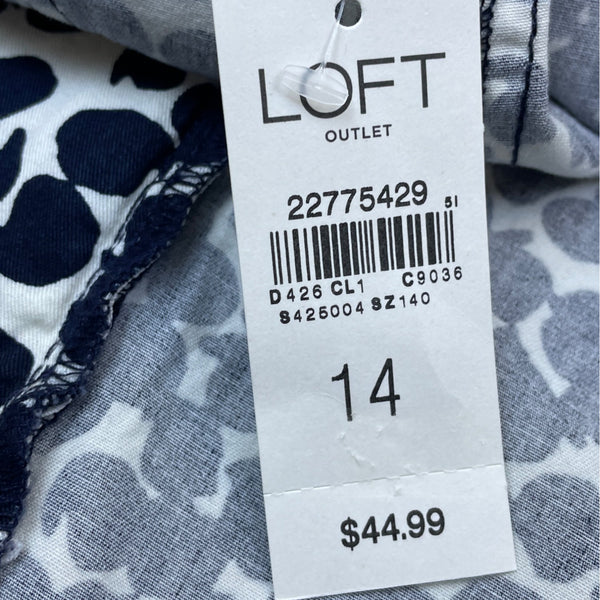 LOFT
OUTLET
22775429 51
D426 CL1 C9036
S425004 SZ140
14
$44.99